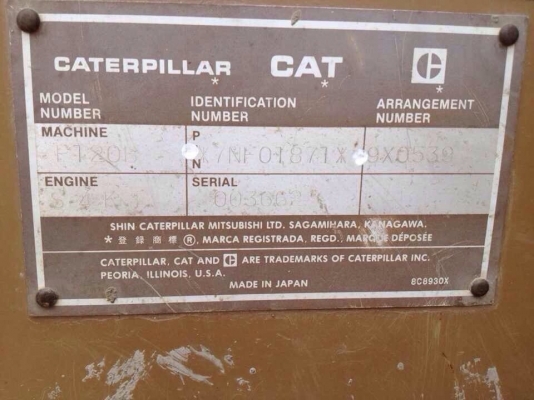 CATERPILLAR CAT C
MODEL NUMBER IDENTIFICATION NUMBER ARRANGEMENT NUMBER
MACHINE P N 9X0530
ENGINE SERIAL
SHIN CATERPILLAR MITSUBISHI LTD. SAGAMIHARA, KANAGAWA,
* 登録商標 ®, MARCA REGISTRADA, REGD., MARQUE DÉPOSÉE
CATERPILLAR, CAT AND C ARE TRADEMARKS OF CATERPILLAR INC.
PEORIA, ILLINOIS, U.S.A.
MADE IN JAPAN 8C8930X